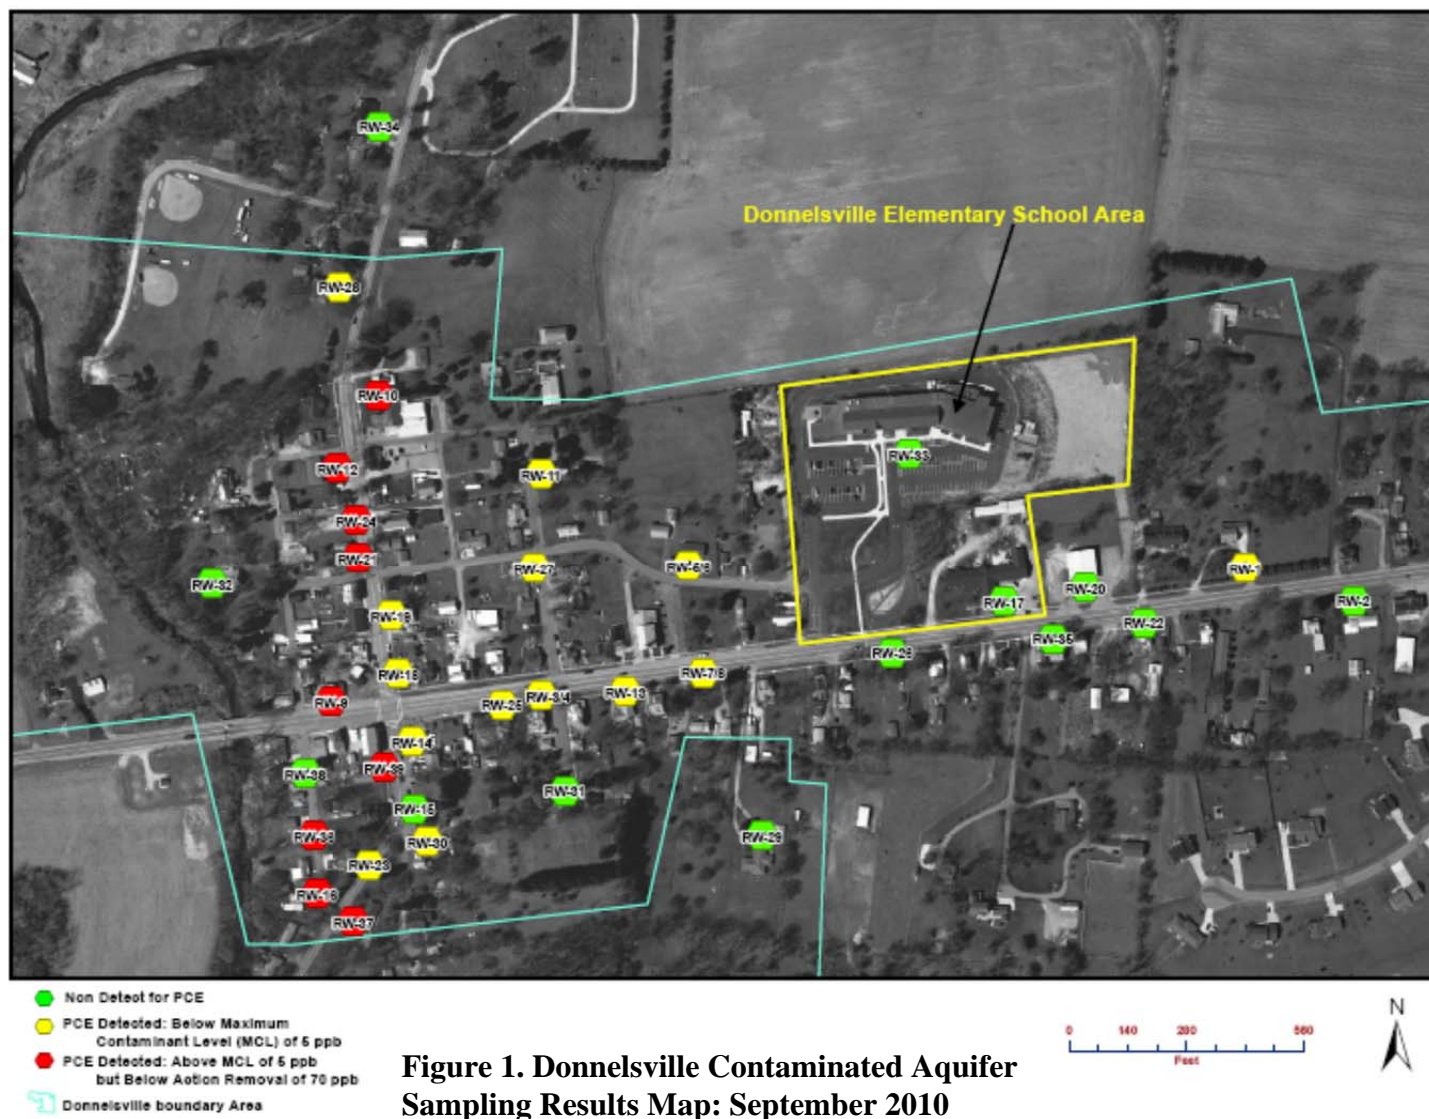 RW-34
Donnelsville Elementary School Area
RW-28
RW-10
RW-12
RW-11
RW-33
RW-24
RW-21
RW-32
RW-27
RW-5/6
RW-1
RW-20
RW-17
RW-2
RW-19
RW-22
RW-35
RW-26
RW-18
RW-7/8
RW-9
RW-25
RW-3/4
RW-13
RW-14
RW-39
RW-38
RW-31
RW-15
RW-36
RW-30
RW-29
RW-23
RW-16
RW-37
Non Detect for PCE
PCE Detected: Below Maximum
Contaminant Level (MCL) of 5 ppb
PCE Detected: Above MCL of 5 ppb
but Below Action Removal of 70 ppb
Donnelsville boundary Area
Figure 1. Donnelsville Contaminated Aquifer
Sampling Results Map: September 2010
0 140 280 560
Feet
N